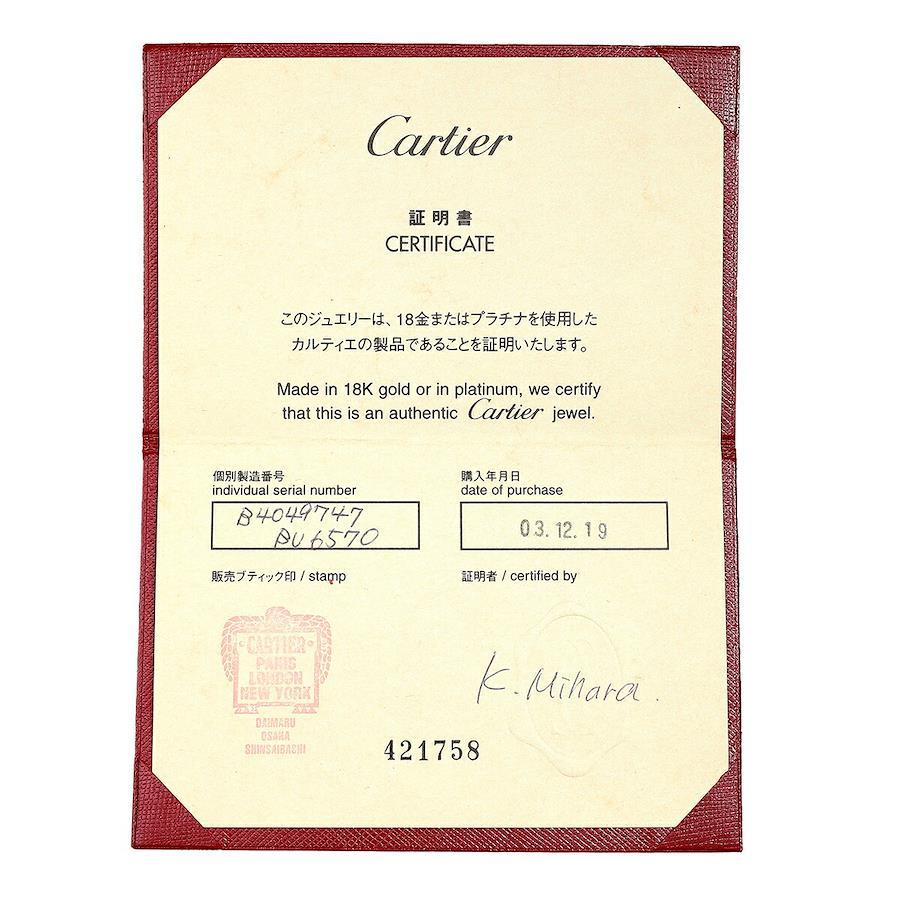 Cartier
証明書
CERTIFICATE
このジュエリーは、18金またはプラチナを使用した
カルティエの製品であることを証明いたします。
Made in 18K gold or in platinum, we certify
that this is an authentic Cartier jewel.
個別製造番号
individual serial number
B4049747
BU6570
購入年月日
date of purchase
03.12.19
販売ブティック印 / stamp
証明者 / certified by
CARTIER
PARIS
LONDON
NEW YORK
DAIMARU
OSAKA
SHINSAIBASHI
K. Mihara.
421758